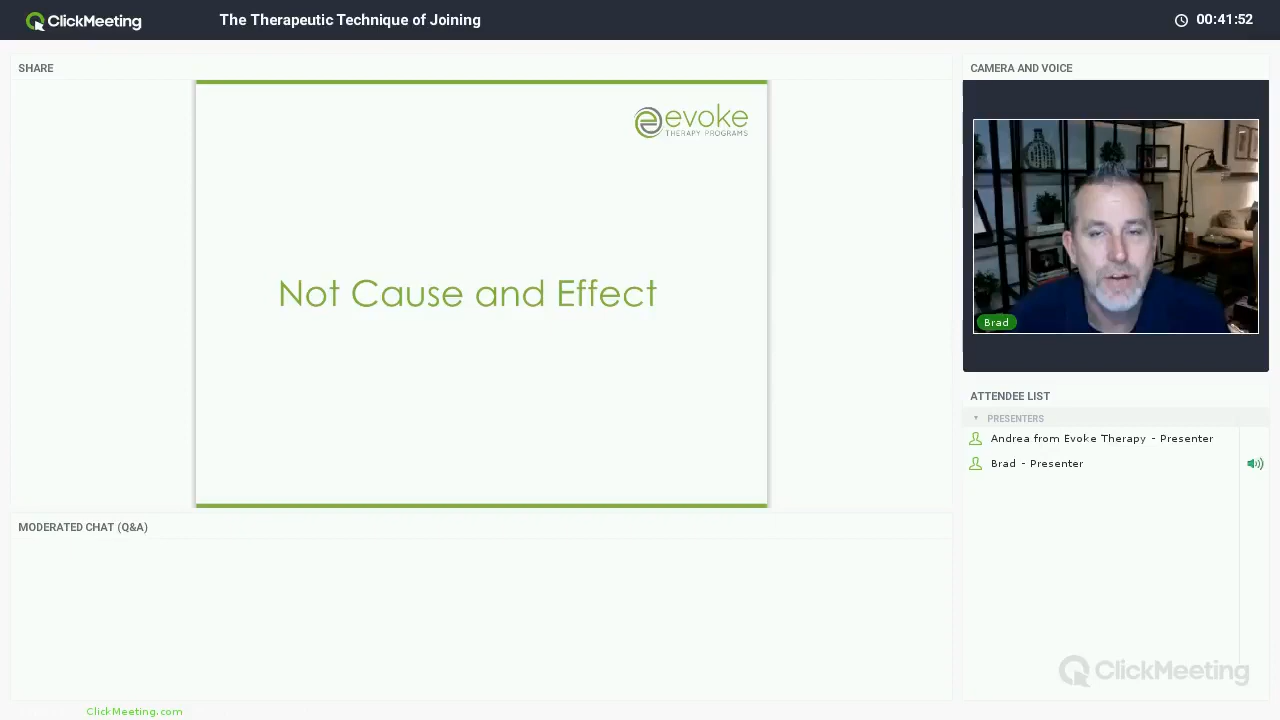 ClickMeeting
The Therapeutic Technique of Joining
00:41:52
SHARE
evoke
THERAPY PROGRAMS
Not Cause and Effect
CAMERA AND VOICE
Brad
ATTENDEE LIST
PRESENTERS
Andrea from Evoke Therapy - Presenter
Brad - Presenter
MODERATED CHAT (Q&A)
ClickMeeting
ClickMeeting.com